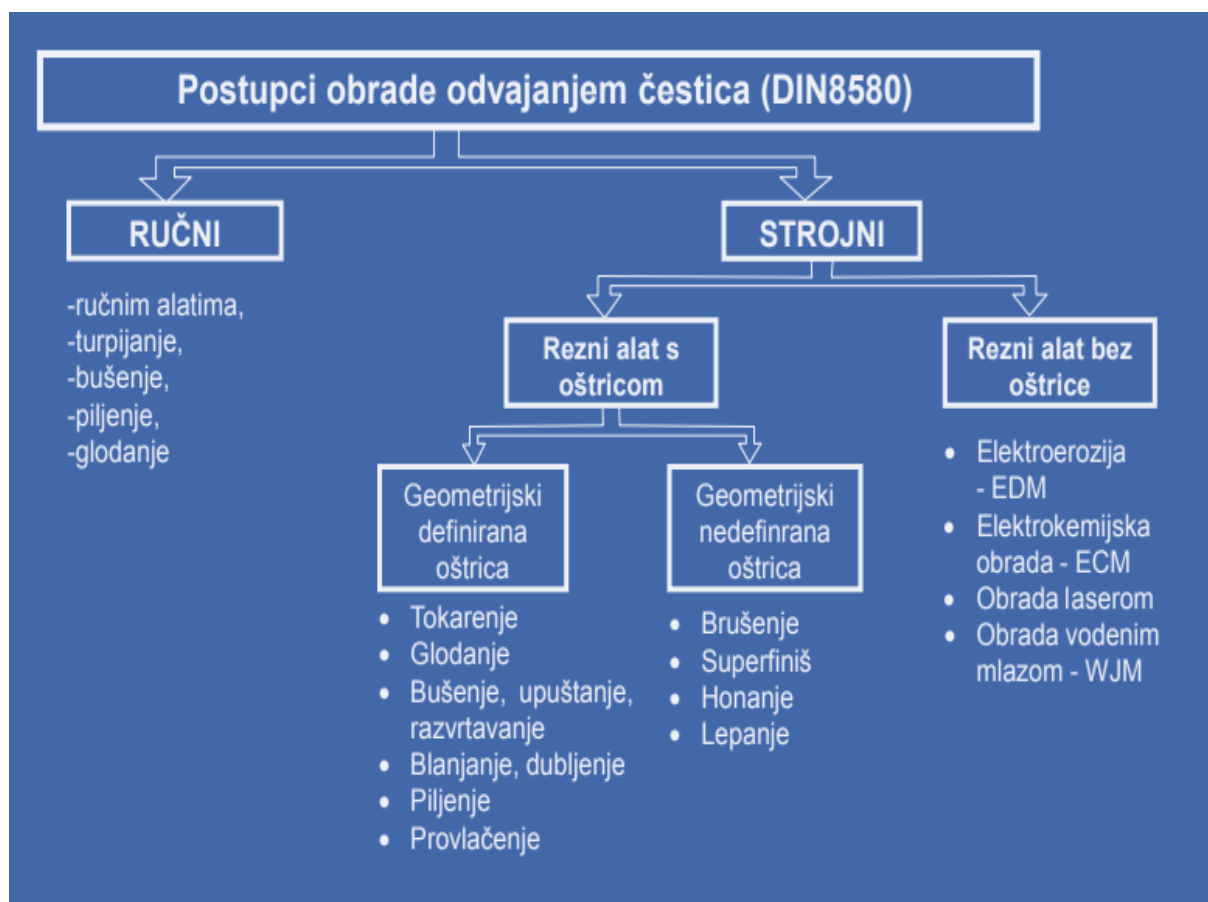 Postupci obrade odvajanjem čestica (DIN8580)
RUČNI
-ručnim alatima,
-turpijanje,
-bušenje,
-piljenje,
-glodanje
STROJNI
Rezni alat s
oštricom
Geometrijski
definirana
oštrica
• Tokarenje
• Glodanje
• Bušenje, upuštanje,
razvrtavanje
• Blanjanje, dubljenje
• Piljenje
• Provlačenje
Geometrijski
nedefinrana
oštrica
• Brušenje
• Superfiniš
• Honanje
• Lepanje
Rezni alat bez
oštrice
• Elektroerozija
- EDM
• Elektrokemijska
obrada - ECM
• Obrada laserom
• Obrada vodenim
mlazom - WJM